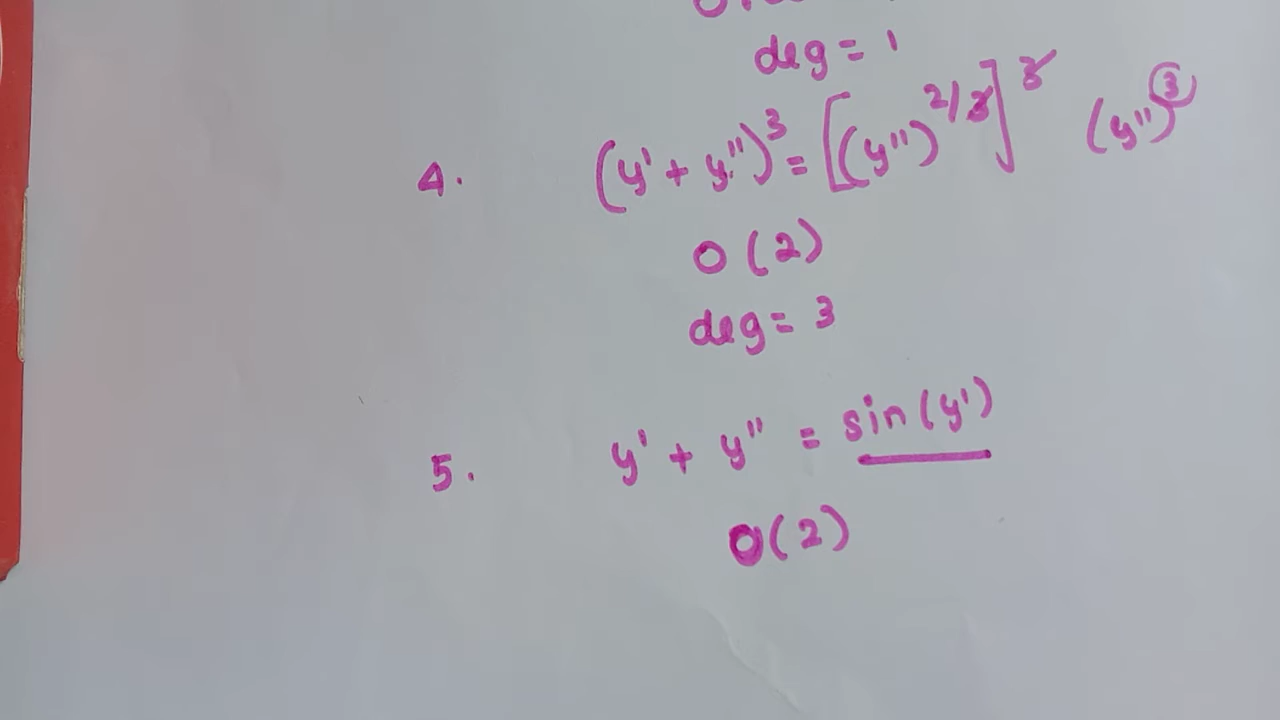 deg = 1
4. (y' + y")³ = [(y")^2/3]^3 (y")^3
O (2)
deg = 3
5. y' + y" = sin(y')
O(2)